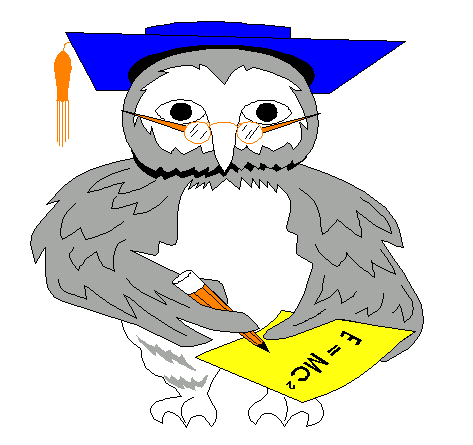 E = MC²